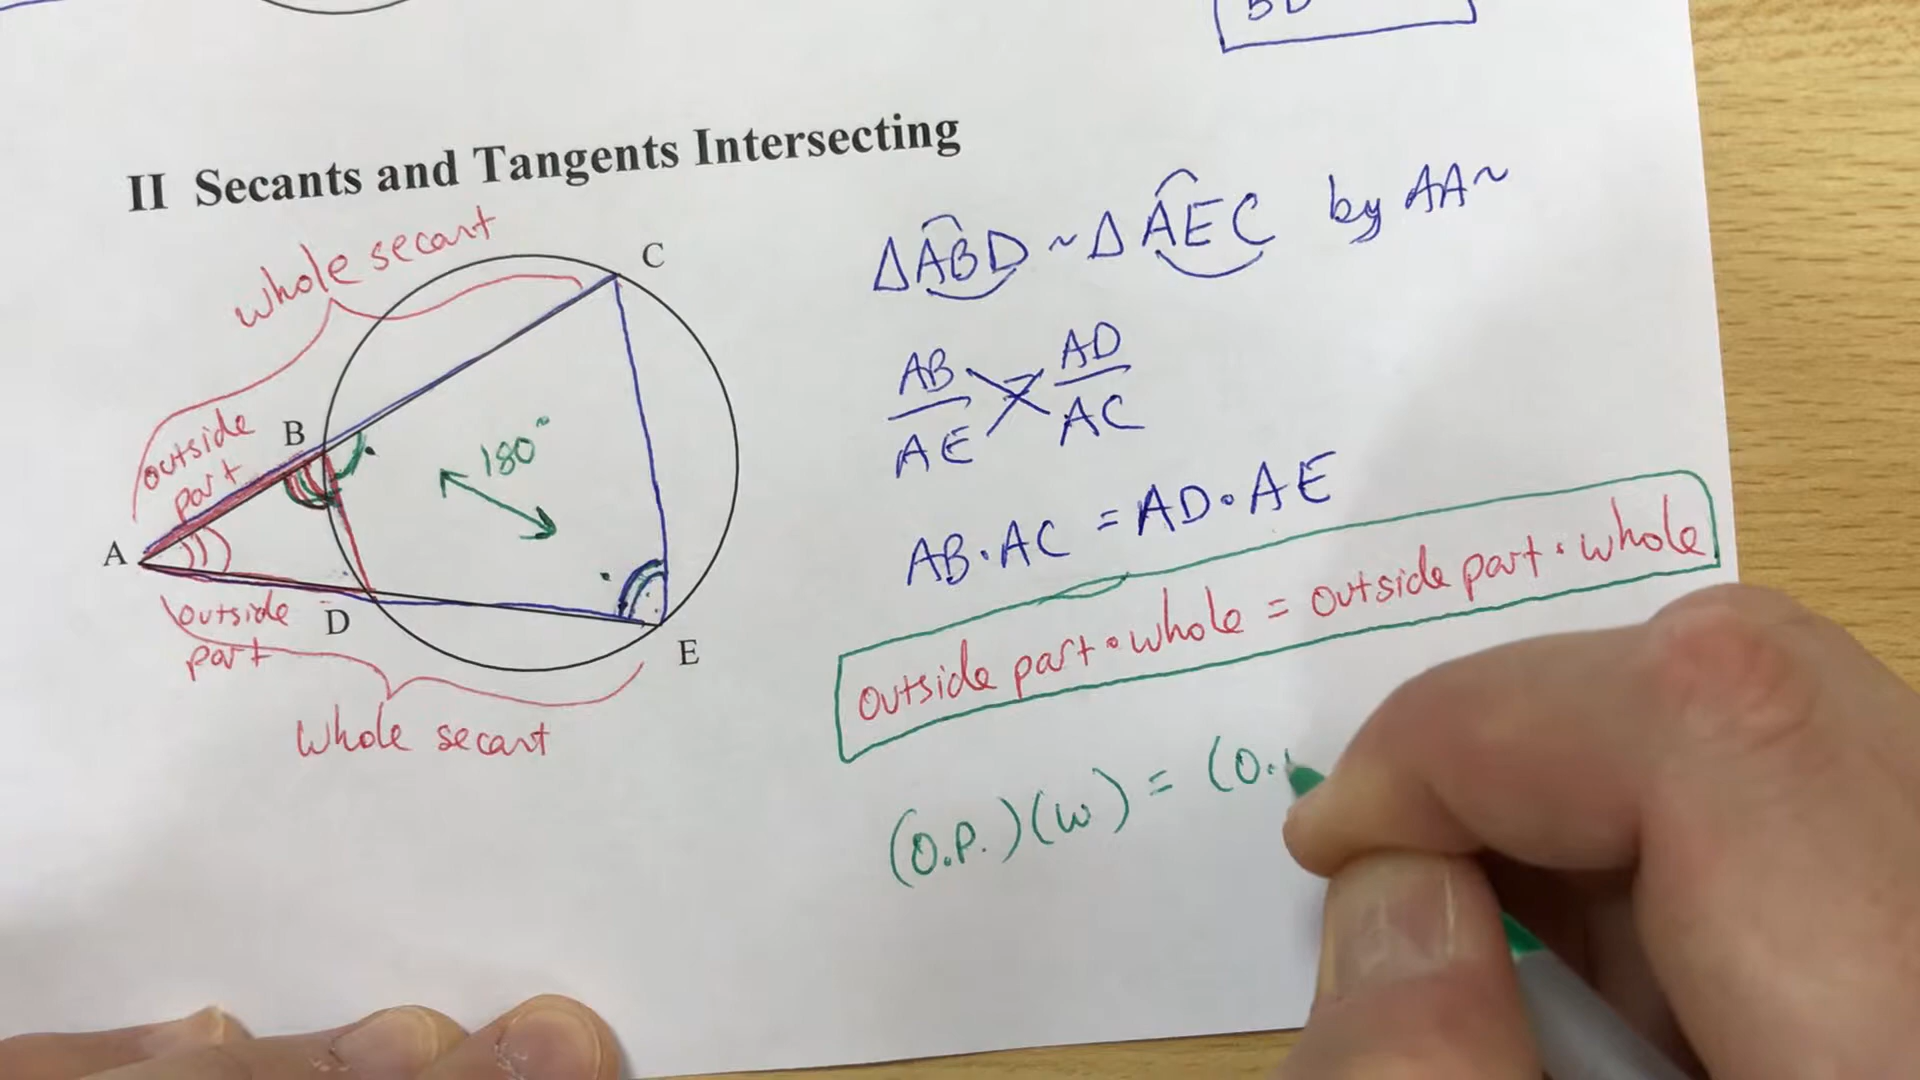 II Secants and Tangents Intersecting
whole secant
C
B
outside
part
180°
A
outside
part
D
E
whole secant
ΔABD ~ Δ AEC by AA~
AB AD
AE AC
AB·AC = AD·AE
outside part·whole = outside part·whole
(O.P.)(w) = (O.